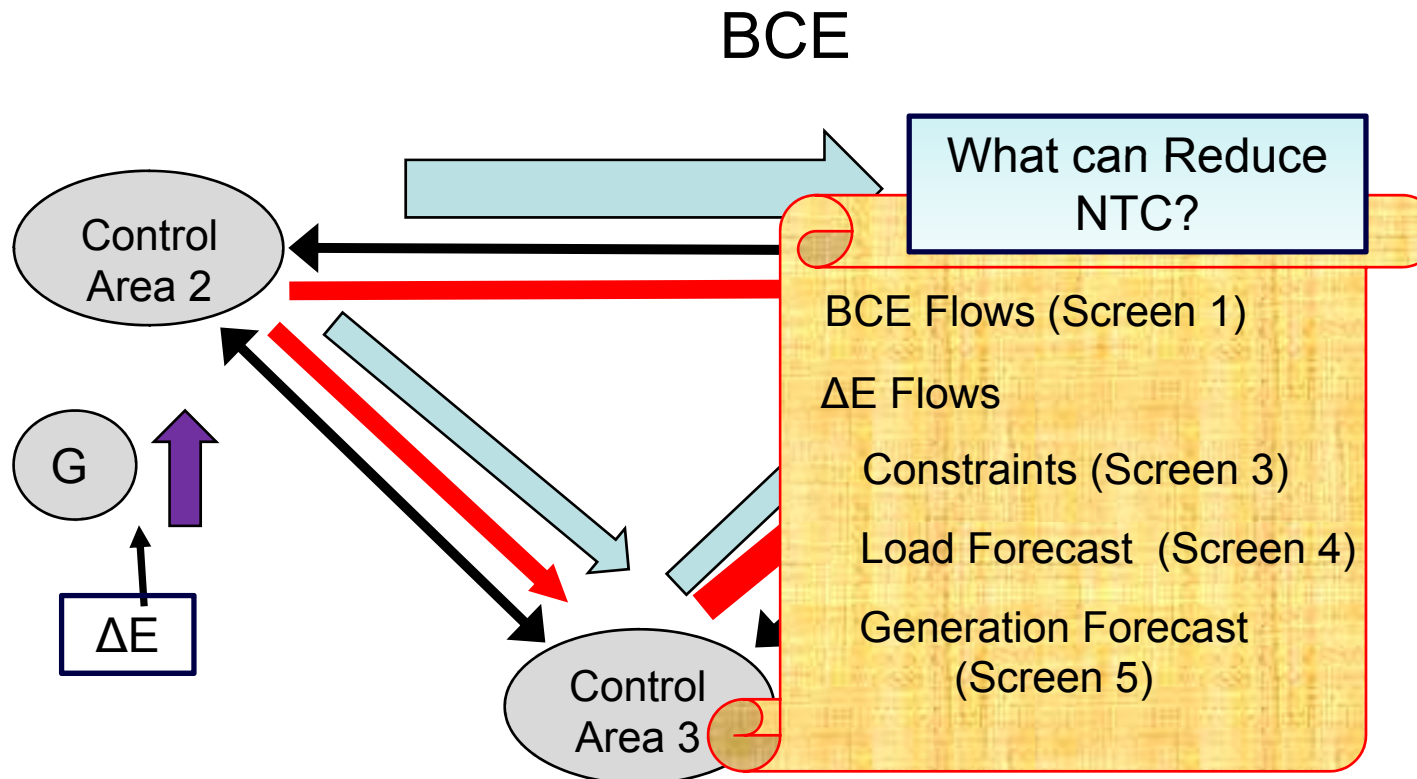 BCE
What can Reduce
NTC?
Control
Area 2
BCE Flows (Screen 1)
ΔE Flows
Constraints (Screen 3)
G
Load Forecast (Screen 4)
ΔE
Generation Forecast
(Screen 5)
Control
Area 3